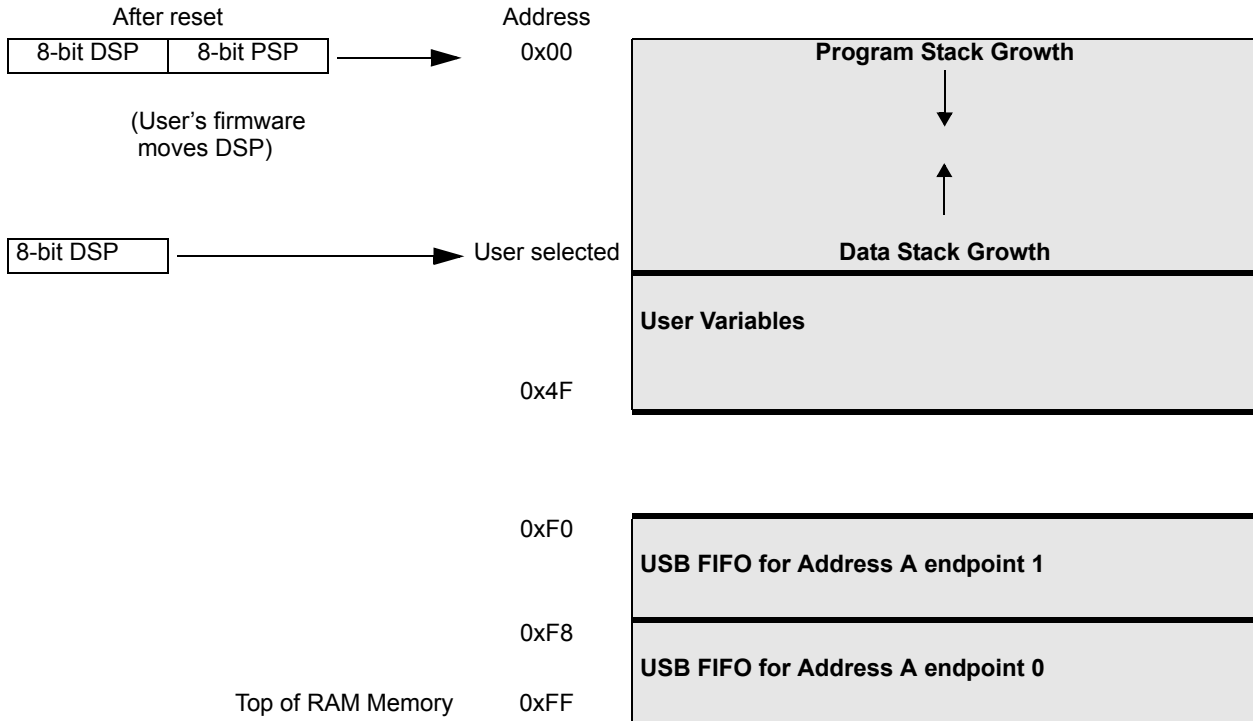 After reset
Address
8-bit DSP
8-bit PSP
0x00
Program Stack Growth
(User's firmware
moves DSP)
8-bit DSP
User selected
Data Stack Growth
User Variables
0x4F
0xF0
USB FIFO for Address A endpoint 1
0xF8
USB FIFO for Address A endpoint 0
Top of RAM Memory
0xFF